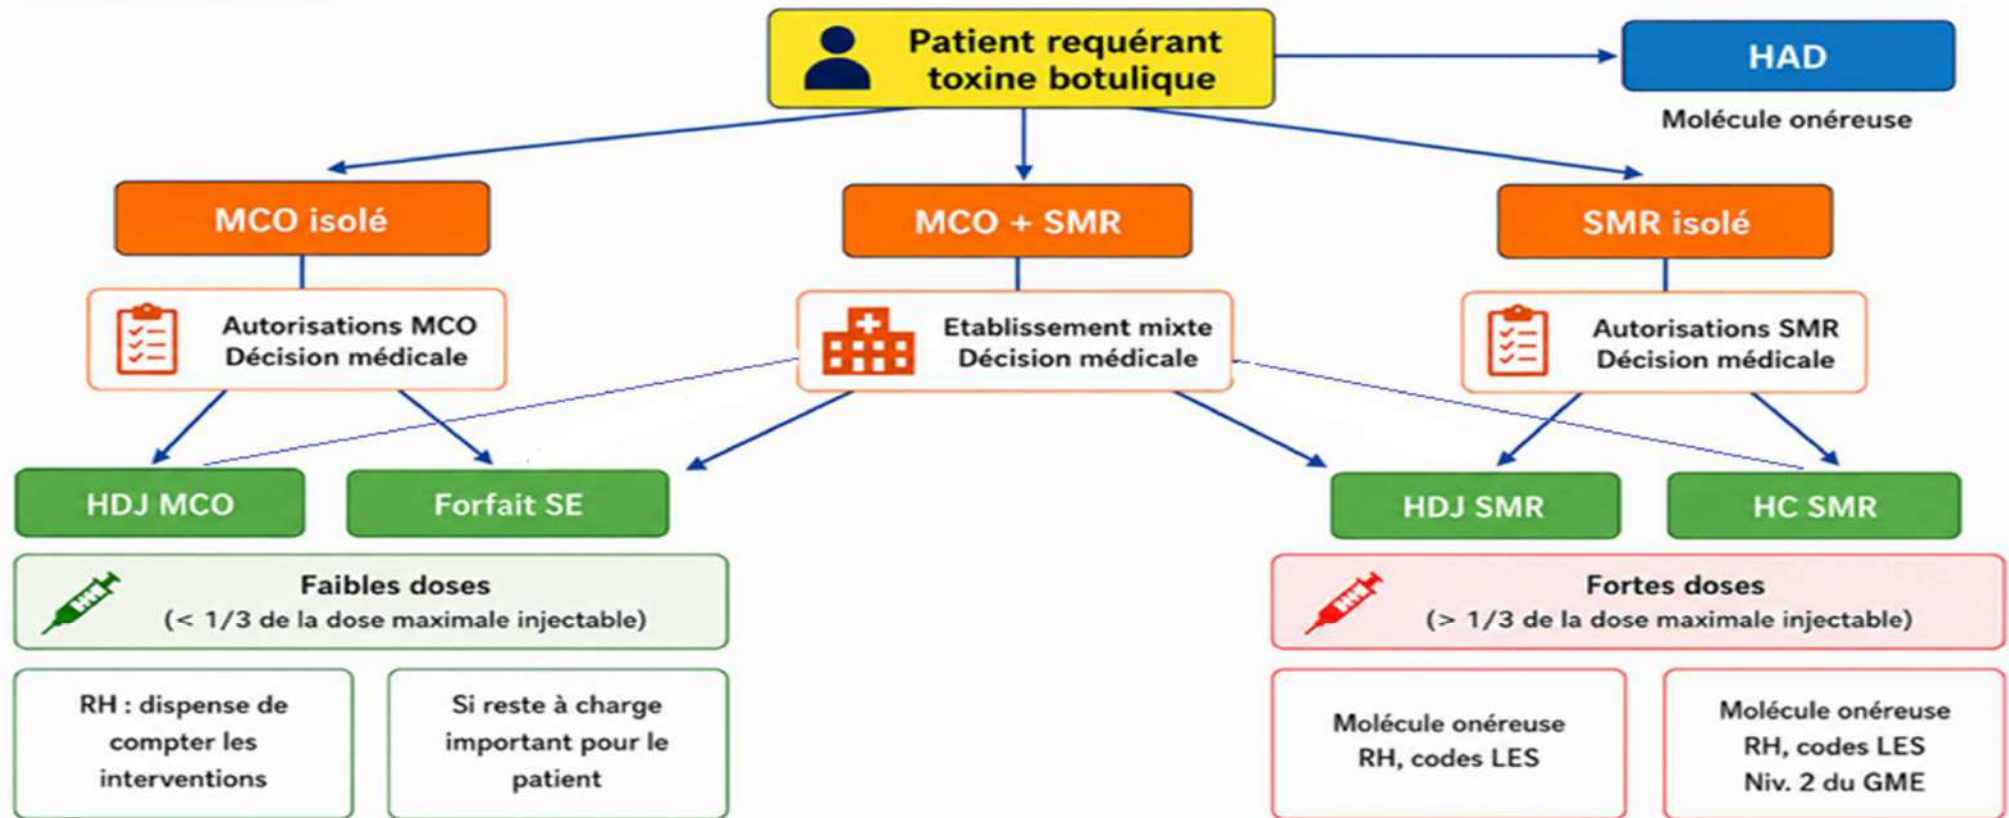 Patient requérant
toxine botulique
HAD
Molécule onéreuse
MCO isolé
MCO + SMR
SMR isolé
Autorisations MCO
Décision médicale
Etablissement mixte
Décision médicale
Autorisations SMR
Décision médicale
HDJ MCO
Forfait SE
HDJ SMR
HC SMR
Faibles doses
(< 1/3 de la dose maximale injectable)
Fortes doses
(> 1/3 de la dose maximale injectable)
RH : dispense de
compter les
interventions
Si reste à charge
important pour le
patient
Molécule onéreuse
RH, codes LES
Molécule onéreuse
RH, codes LES
Niv. 2 du GME